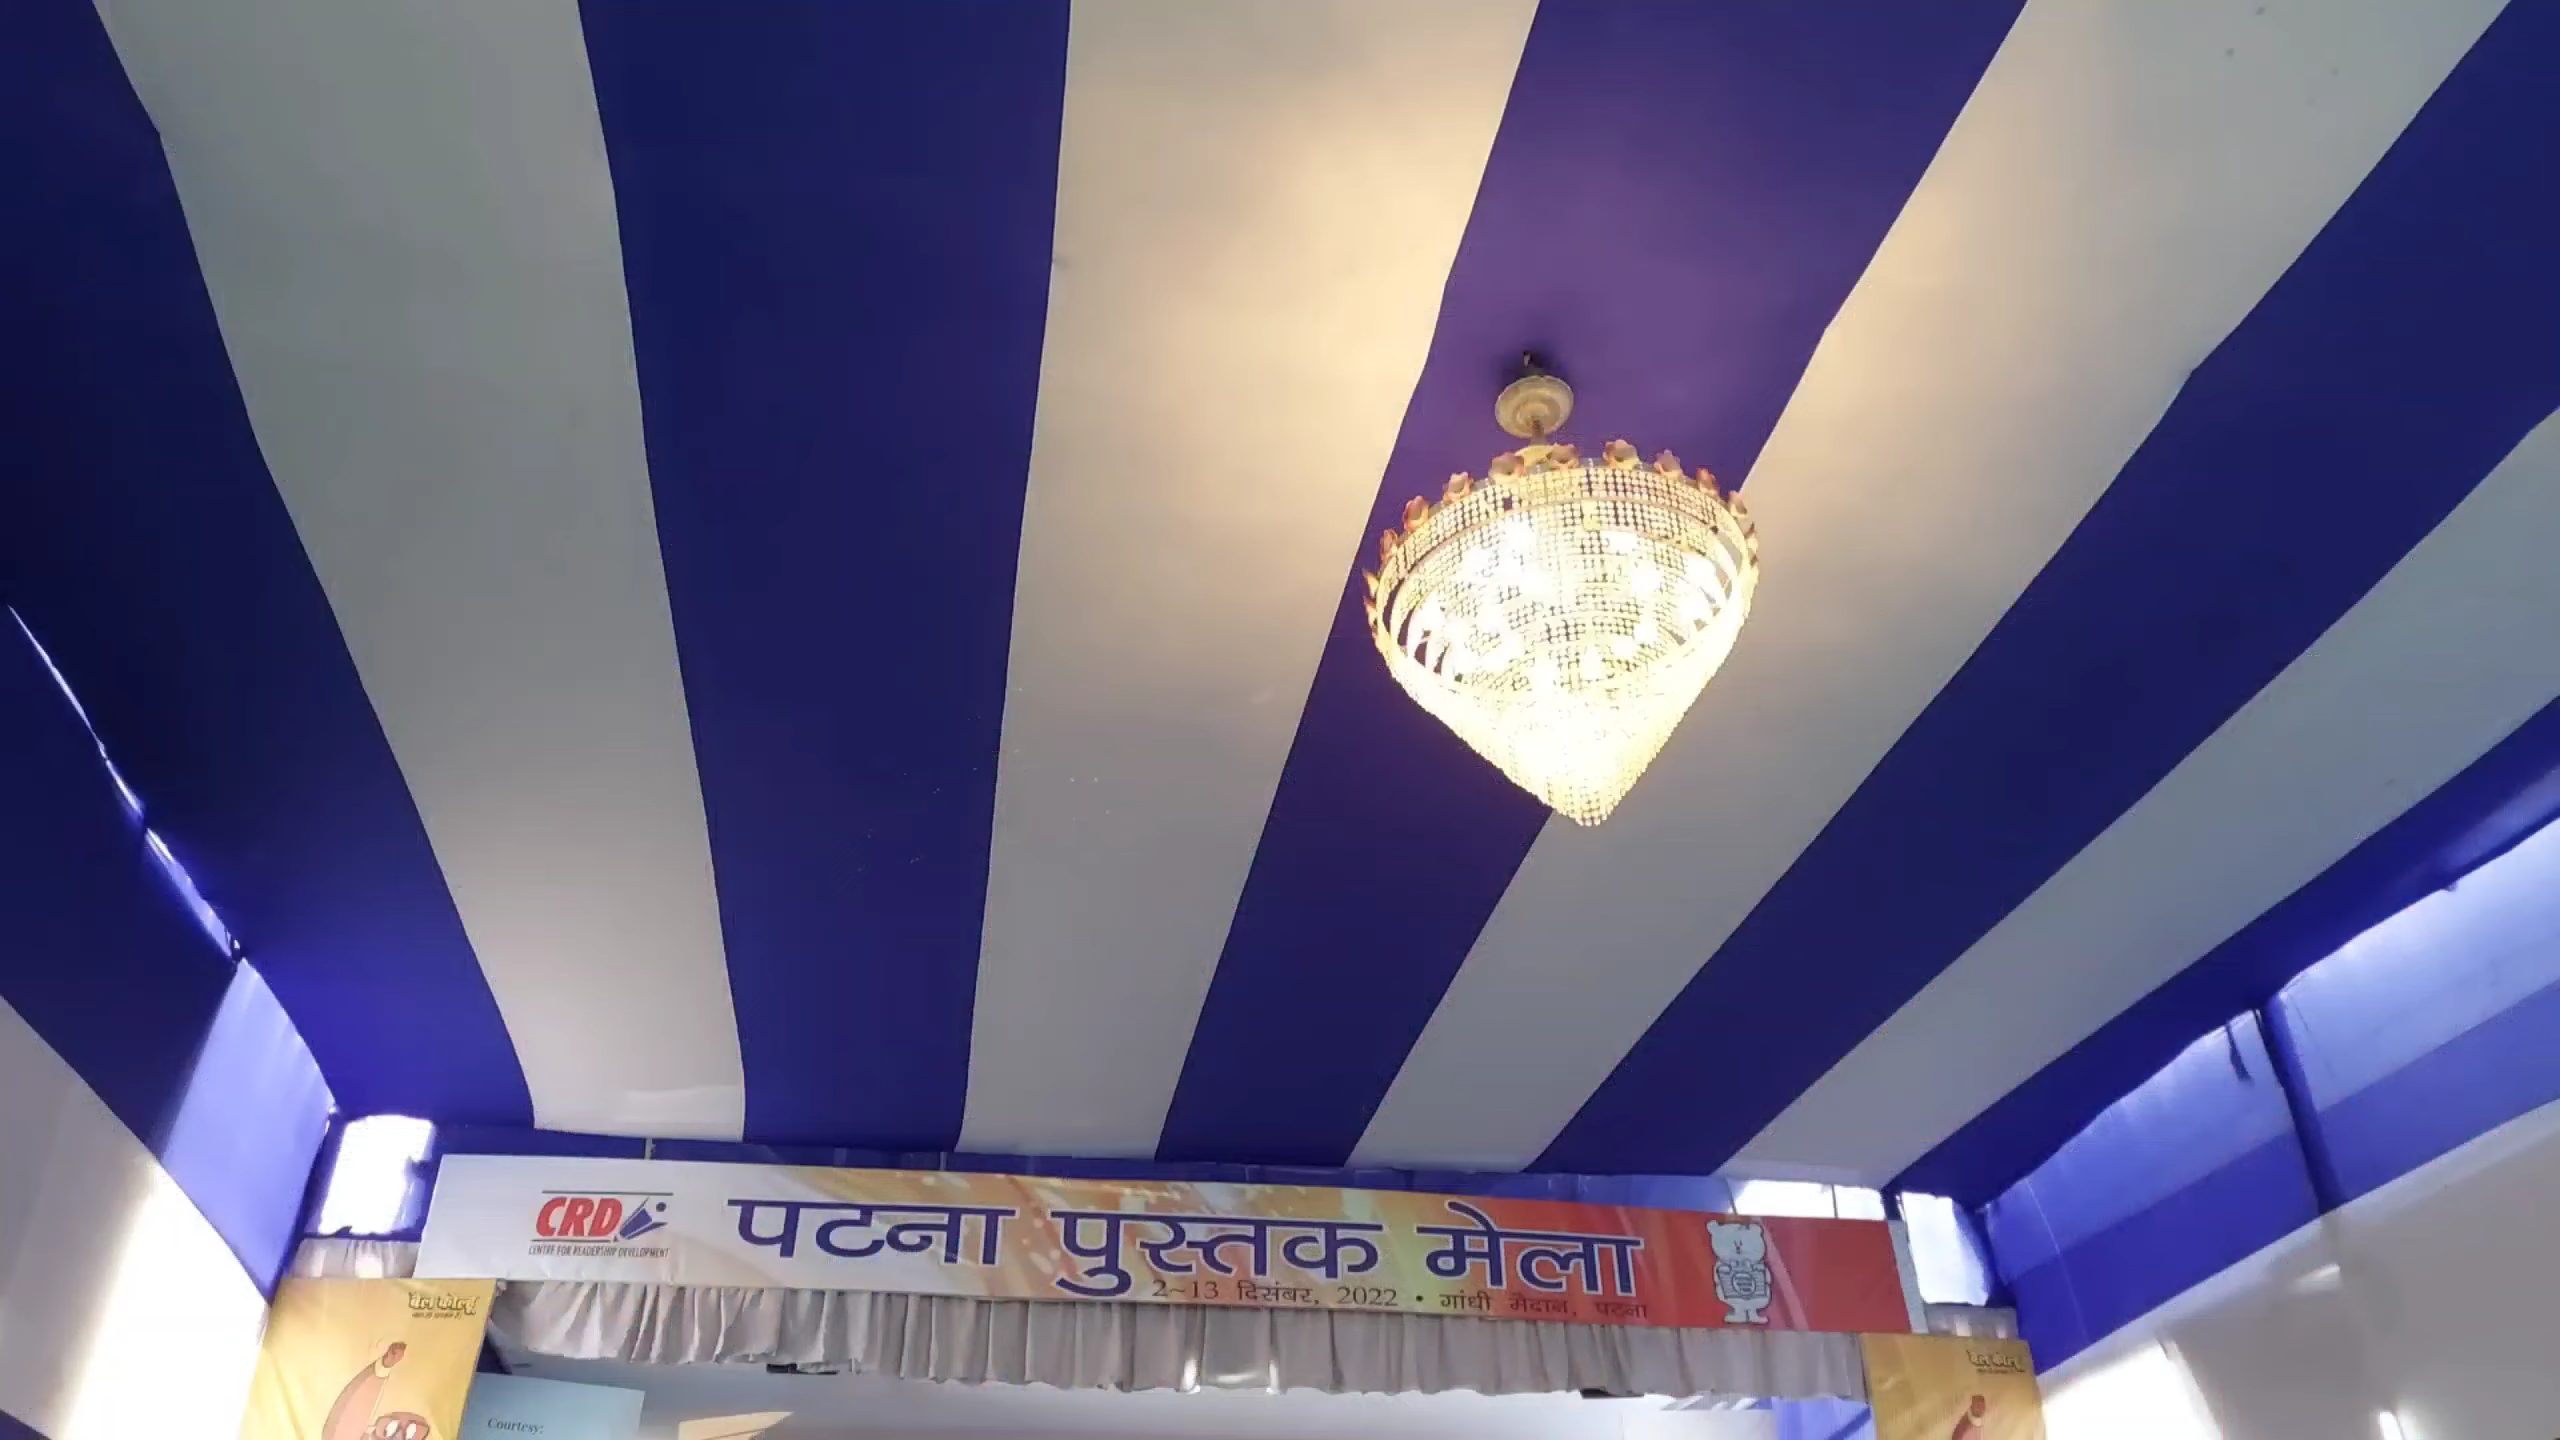 CRD
CENTRE FOR READERSHIP DEVELOPMENT
पटना पुस्तक मेला
2~13 दिसंबर, 2022 • गांधी मैदान, पटना
बैल कोल्हू
बैल कोल्हू
Courtesy: